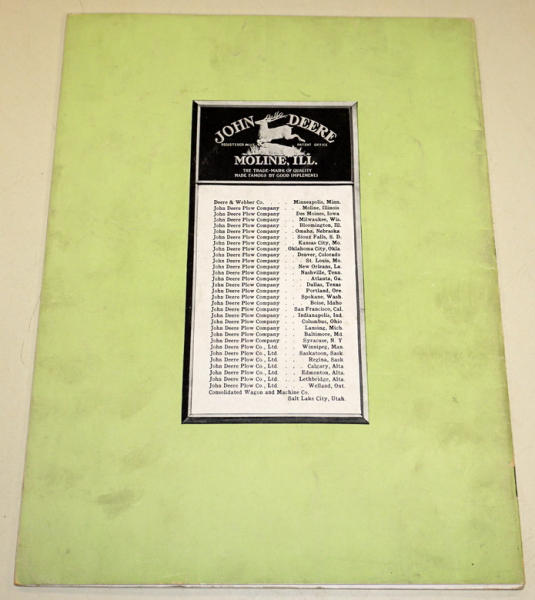 JOHN DEERE
REGISTERED IN U.S. PATENT OFFICE
MOLINE, ILL.
THE TRADE-MARK OF QUALITY
MADE FAMOUS BY GOOD IMPLEMENTS
Deere & Webber Co. . . . . Minneapolis, Minn.
John Deere Plow Company . . . Moline, Illinois
John Deere Plow Company . . Des Moines, Iowa
John Deere Plow Company . . . Milwaukee, Wis.
John Deere Plow Company . . . Bloomington, Ill.
John Deere Plow Company . . Omaha, Nebraska
John Deere Plow Company . . Sioux Falls, S. D.
John Deere Plow Company . . . Kansas City, Mo.
John Deere Plow Company . . Oklahoma City, Okla.
John Deere Plow Company . . Denver, Colorado
John Deere Plow Company . . . . St. Louis, Mo.
John Deere Plow Company . . . New Orleans, La.
John Deere Plow Company . . . Nashville, Tenn.
John Deere Plow Company . . . . . Atlanta, Ga.
John Deere Plow Company . . . . Dallas, Texas
John Deere Plow Company . . . . Portland, Ore.
John Deere Plow Company . . . Spokane, Wash.
John Deere Plow Company . . . . . Boise, Idaho
John Deere Plow Company . . San Francisco, Cal.
John Deere Plow Company . . . Indianapolis, Ind.
John Deere Plow Company . . . Columbus, Ohio
John Deere Plow Company . . . . Lansing, Mich.
John Deere Plow Company . . . . Baltimore, Md.
John Deere Plow Company . . . . Syracuse, N. Y
John Deere Plow Co., Ltd. . . . Winnipeg, Man.
John Deere Plow Co., Ltd. . . Saskatoon, Sask.
John Deere Plow Co., Ltd. . . . . Regina, Sask
John Deere Plow Co., Ltd. . . . . Calgary, Alta
John Deere Plow Co., Ltd. . . . Edmonton, Alta.
John Deere Plow Co., Ltd. . . . Lethbridge, Alta.
John Deere Plow Co., Ltd. . . . . Welland, Ont.
Consolidated Wagon and Machine Co.
Salt Lake City, Utah.